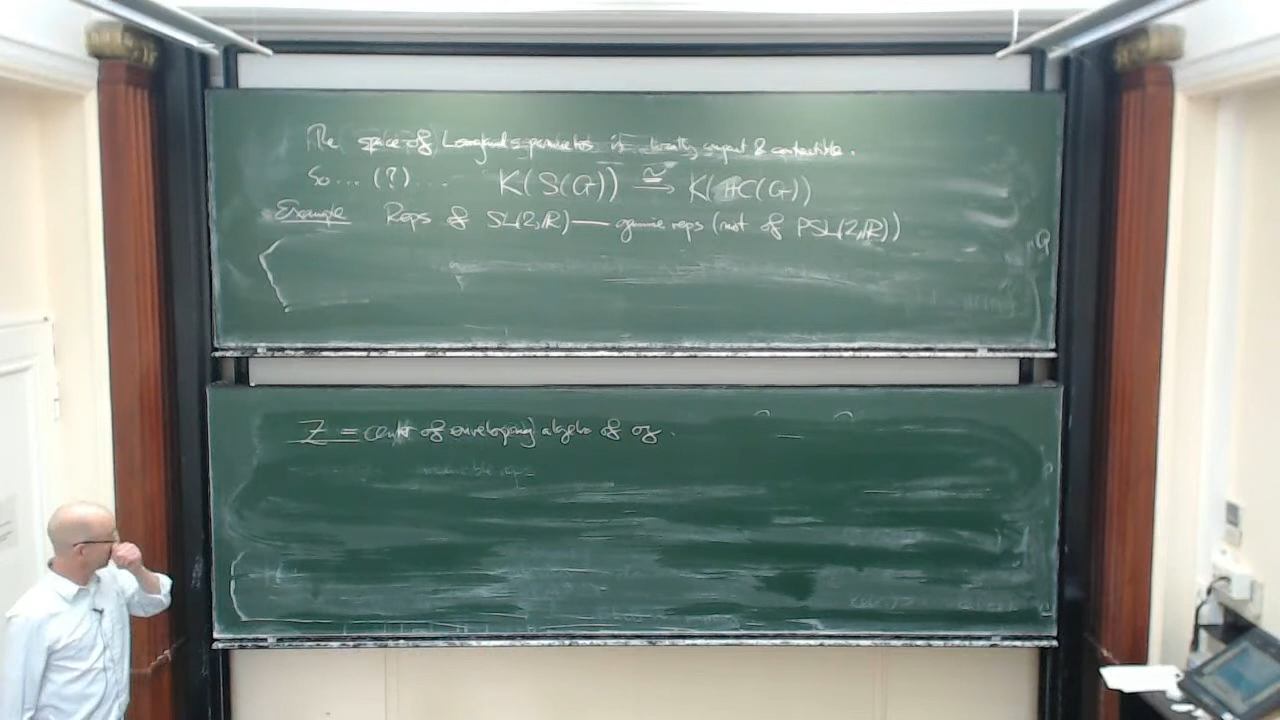 The space of Langlands parameters is locally compact & contractible.
So... (?)... K(S(G)) ≅→ K(HC(G))
Example Reps of SL(2,R) — genuine reps (not of PSL(2,R))
Z = center of enveloping algebra of 𝔤.